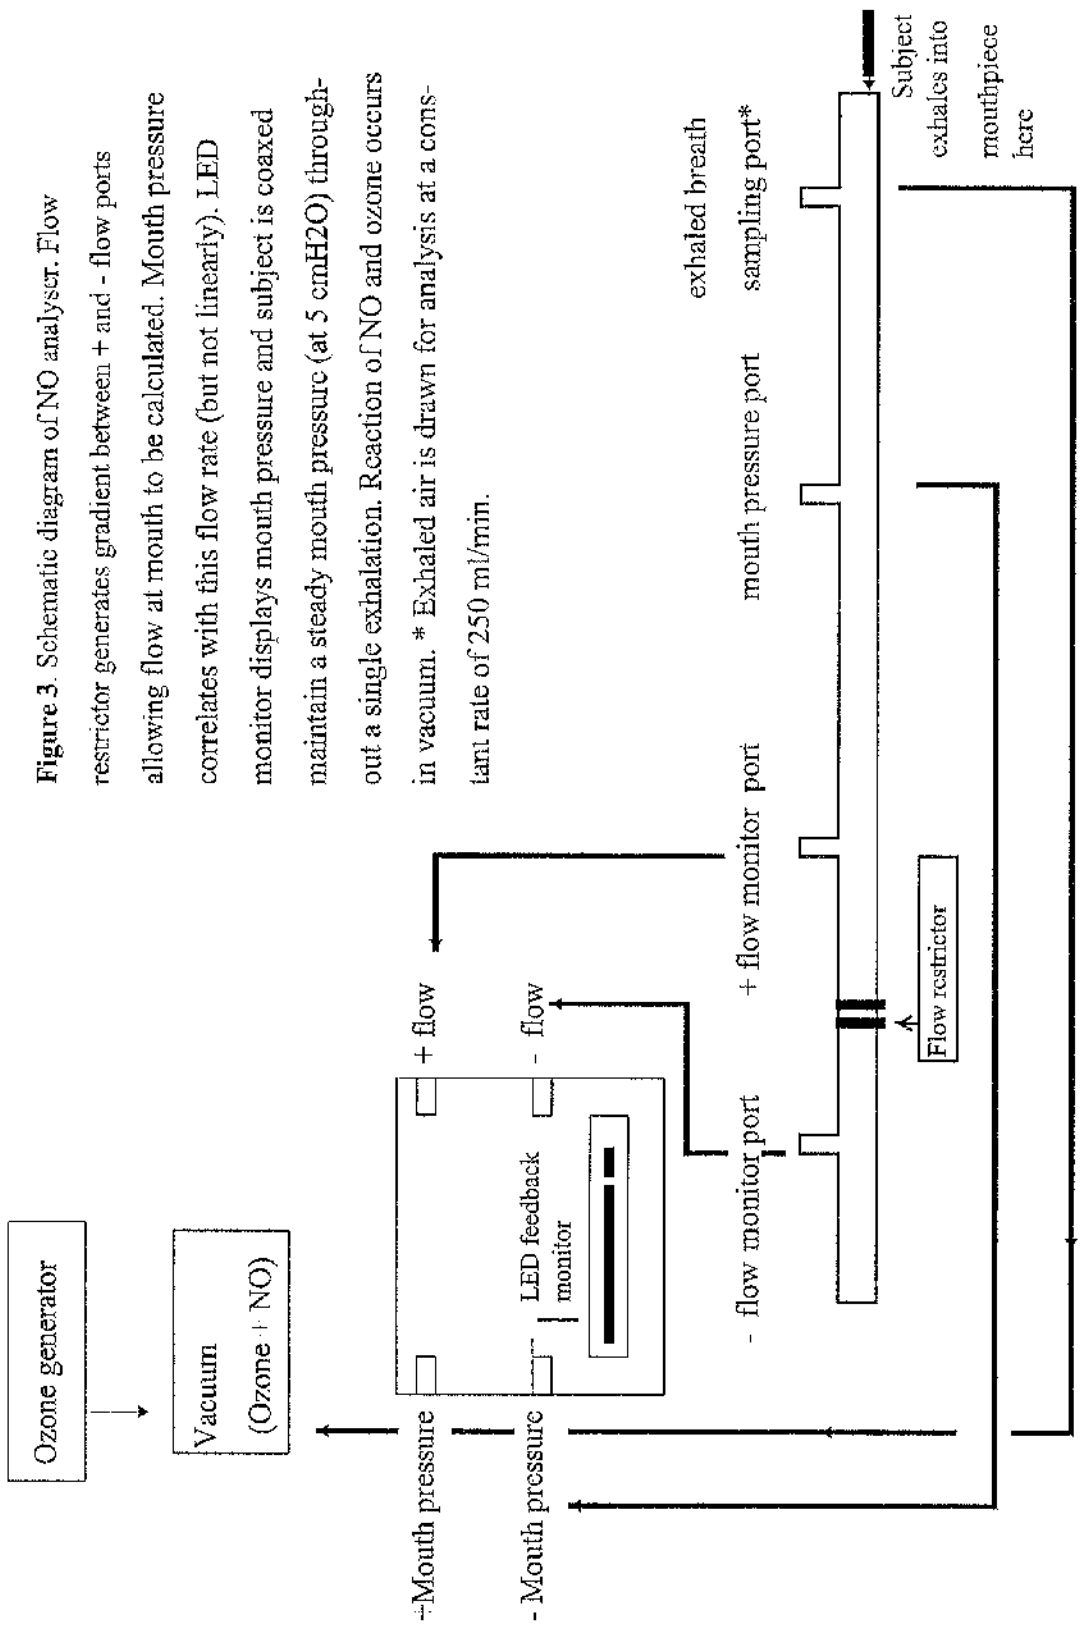 Figure 3. Schematic diagram of NO analyser. Flow
restrictor generates gradient between + and - flow ports
allowing flow at mouth to be calculated. Mouth pressure
correlates with this flow rate (but not linearly). LED
monitor displays mouth pressure and subject is coaxed
maintain a steady mouth pressure (at 5 cmH2O) through-
out a single exhalation. Reaction of NO and ozone occurs
in vacuum. * Exhaled air is drawn for analysis at a cons-
tant rate of 250 ml/min.
Ozone generator
Vacuum
(Ozone + NO)
+Mouth pressure
- Mouth pressure
+ flow
- flow
LED feedback
monitor
- flow monitor port
+ flow monitor port
mouth pressure port
exhaled breath
sampling port*
Flow restrictor
Subject
exhales into
mouthpiece
here